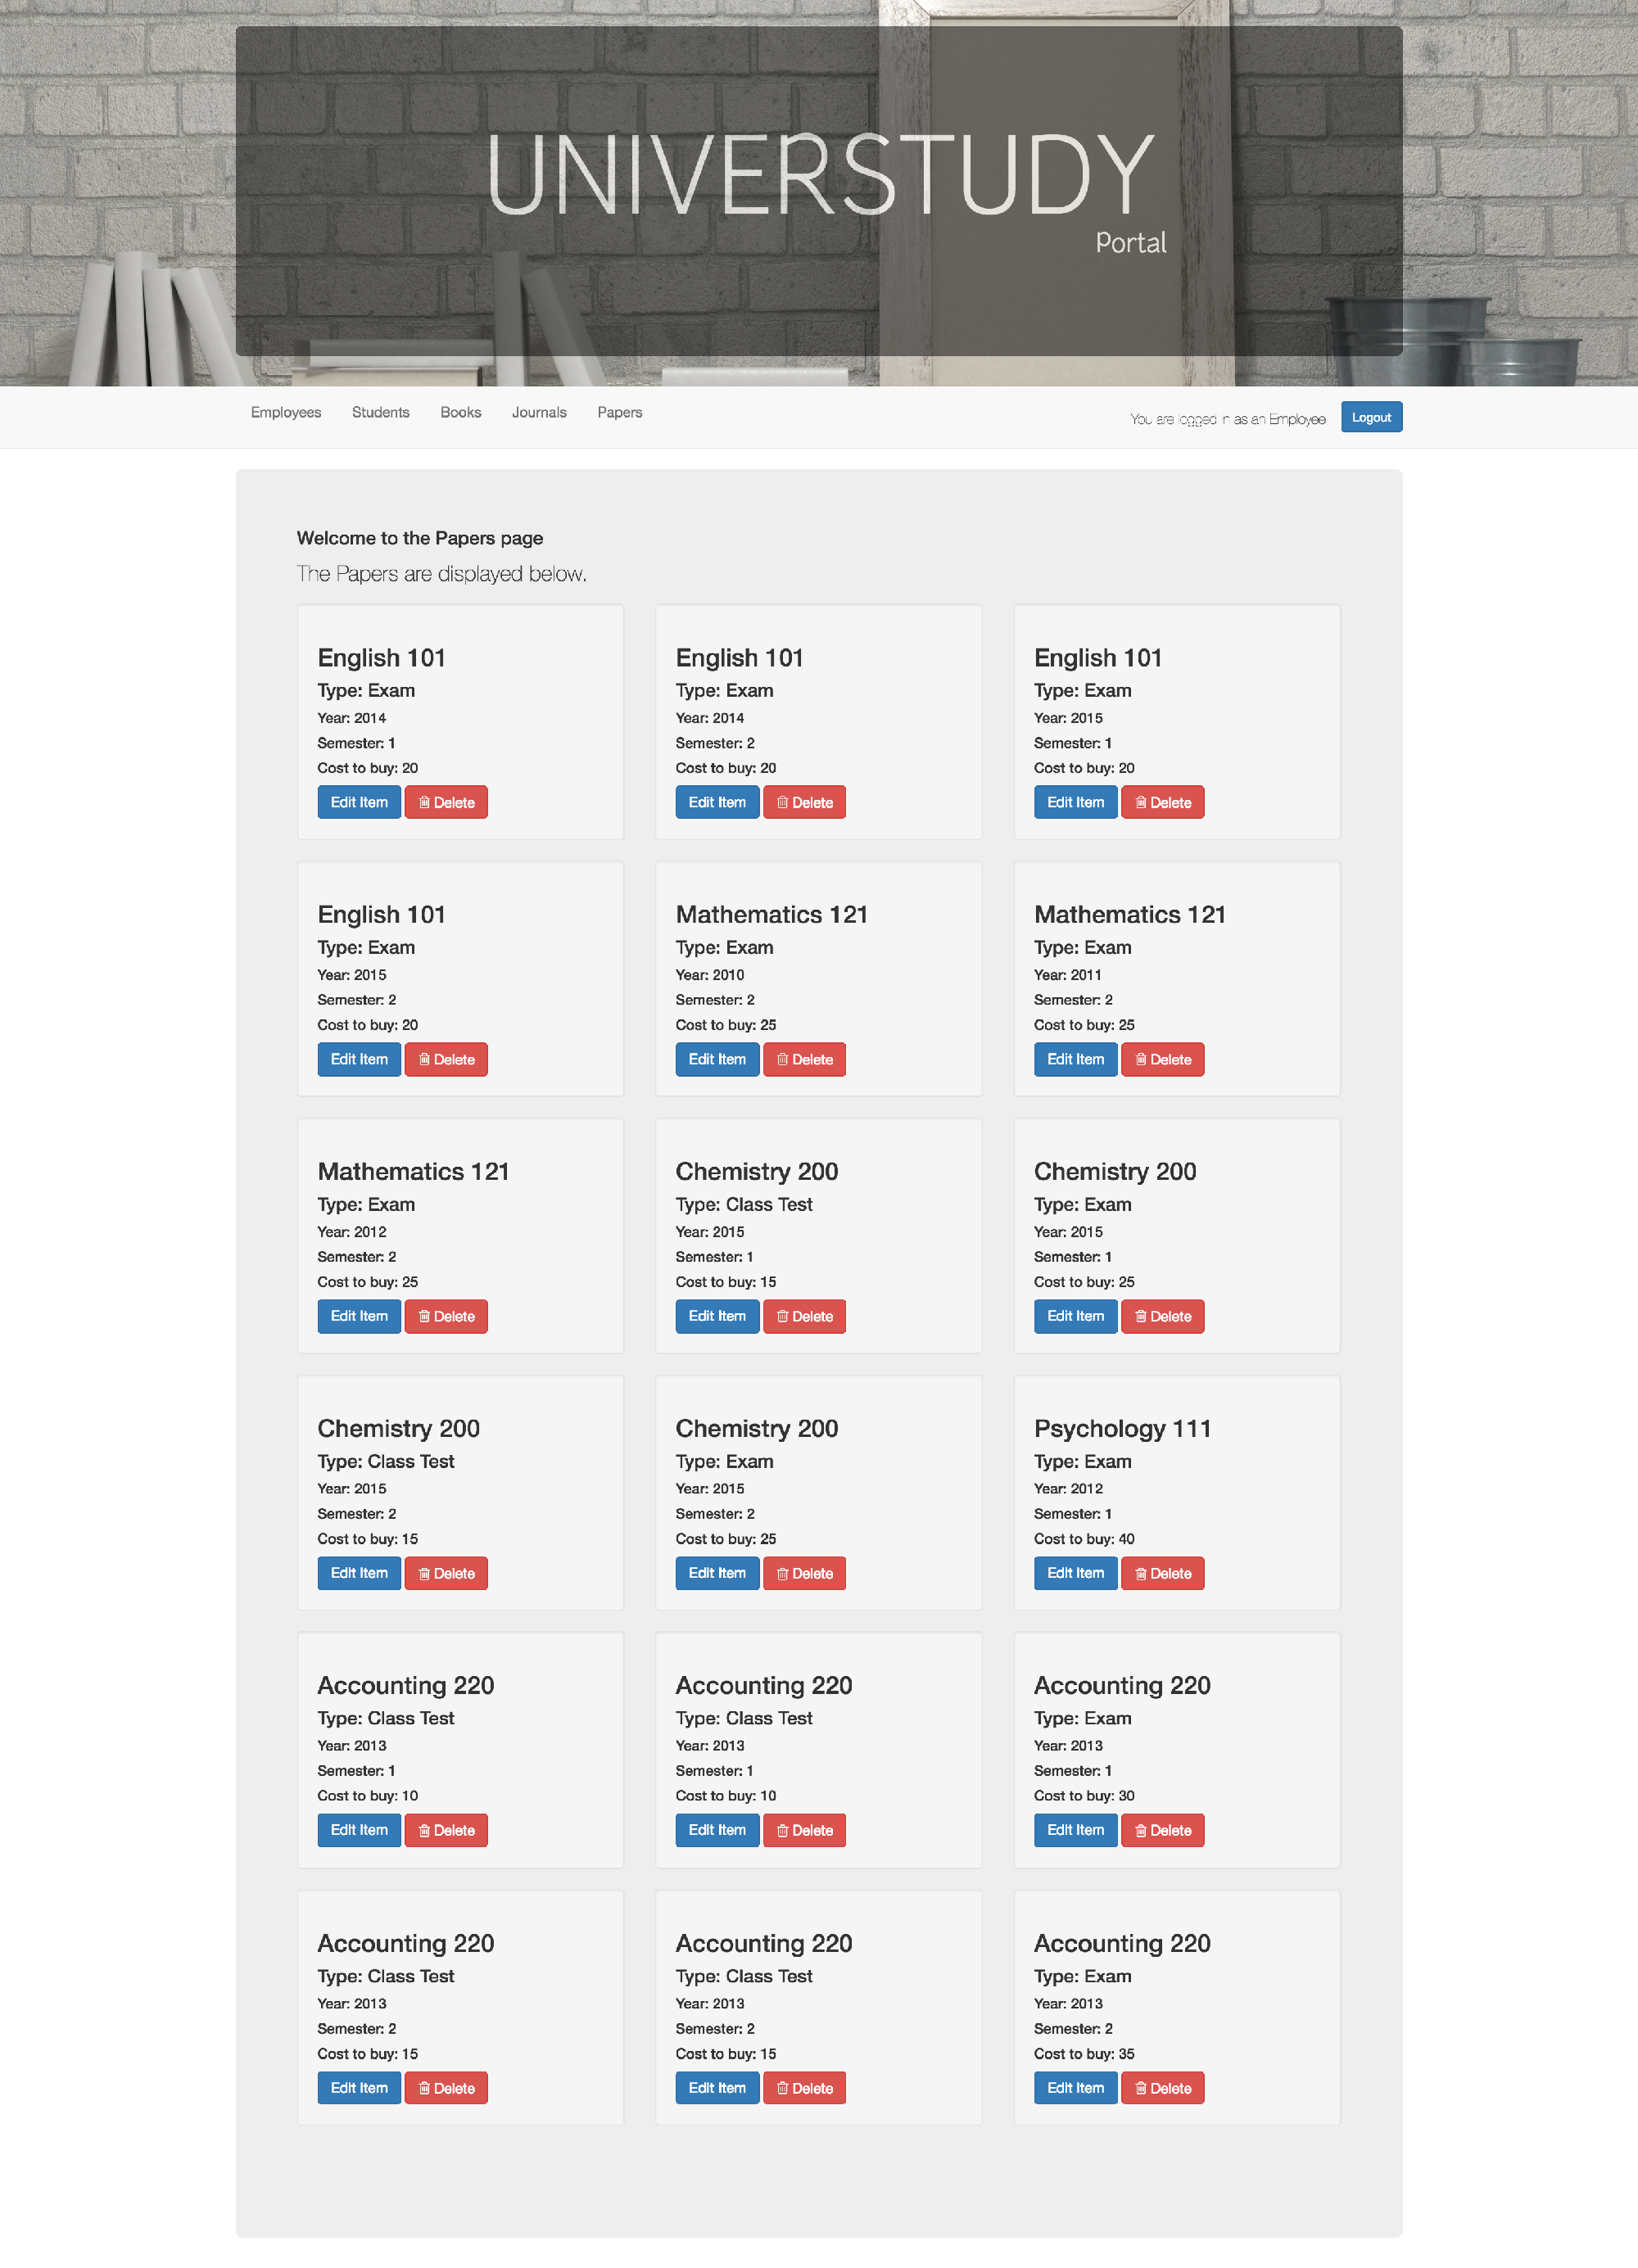 UNIVERSTUDY
Portal
Employees Students Books Journals Papers You are logged in as an Employee Logout
Welcome to the Papers page
The Papers are displayed below.
English 101
Type: Exam
Year: 2014
Semester: 1
Cost to buy: 20
Edit Item Delete
English 101
Type: Exam
Year: 2014
Semester: 2
Cost to buy: 20
Edit Item Delete
English 101
Type: Exam
Year: 2015
Semester: 1
Cost to buy: 20
Edit Item Delete
English 101
Type: Exam
Year: 2015
Semester: 2
Cost to buy: 20
Edit Item Delete
Mathematics 121
Type: Exam
Year: 2010
Semester: 2
Cost to buy: 25
Edit Item Delete
Mathematics 121
Type: Exam
Year: 2011
Semester: 2
Cost to buy: 25
Edit Item Delete
Mathematics 121
Type: Exam
Year: 2012
Semester: 2
Cost to buy: 25
Edit Item Delete
Chemistry 200
Type: Class Test
Year: 2015
Semester: 1
Cost to buy: 15
Edit Item Delete
Chemistry 200
Type: Exam
Year: 2015
Semester: 1
Cost to buy: 25
Edit Item Delete
Chemistry 200
Type: Class Test
Year: 2015
Semester: 2
Cost to buy: 15
Edit Item Delete
Chemistry 200
Type: Exam
Year: 2015
Semester: 2
Cost to buy: 25
Edit Item Delete
Psychology 111
Type: Exam
Year: 2012
Semester: 1
Cost to buy: 40
Edit Item Delete
Accounting 220
Type: Class Test
Year: 2013
Semester: 1
Cost to buy: 10
Edit Item Delete
Accounting 220
Type: Class Test
Year: 2013
Semester: 1
Cost to buy: 10
Edit Item Delete
Accounting 220
Type: Exam
Year: 2013
Semester: 1
Cost to buy: 30
Edit Item Delete
Accounting 220
Type: Class Test
Year: 2013
Semester: 2
Cost to buy: 15
Edit Item Delete
Accounting 220
Type: Class Test
Year: 2013
Semester: 2
Cost to buy: 15
Edit Item Delete
Accounting 220
Type: Exam
Year: 2013
Semester: 2
Cost to buy: 35
Edit Item Delete